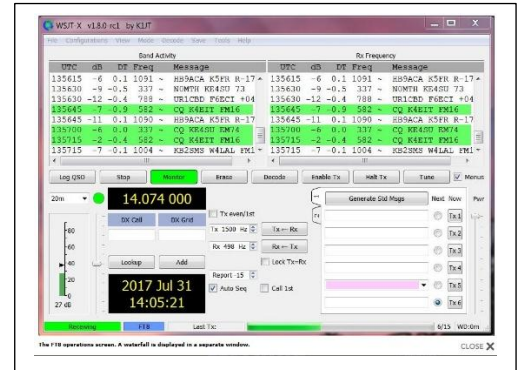 WSJT-X v1.8.0-rc1 by K1JT
File Configurations View Mode Decode Save Tools Help
Band Activity
UTC dB DT Freq Message
135615 -6 0.1 1091 ~ HB9ACA K5FR R-17
135630 -9 -0.5 337 ~ NOMTH KE4SU 73
135630 -12 -0.4 788 ~ UR1CBD F6ECI +04
135645 -7 -0.9 582 ~ CQ K4EIT FM16
135645 -11 0.1 1090 ~ HB9ACA K5FR R-17
135700 -6 0.0 337 ~ CQ KE4SU EM74
135715 -2 -0.4 582 ~ CQ K4EIT FM16
135715 -7 -0.1 1004 ~ KB2SMS W4LAL FM1
Rx Frequency
UTC dB DT Freq Message
135615 -6 0.1 1091 ~ HB9ACA K5FR R-17
135630 -9 -0.5 337 ~ NOMTH KE4SU 73
135630 -12 -0.4 788 ~ UR1CBD F6ECI +04
135645 -7 -0.9 582 ~ CQ K4EIT FM16
135645 -11 0.1 1090 ~ HB9ACA K5FR R-17
135700 -6 0.0 337 ~ CQ KE4SU EM74
135715 -2 -0.4 582 ~ CQ K4EIT FM16
135715 -7 -0.1 1004 ~ KB2SMS W4LAL FM1
Log QSO Stop Monitor Erase Decode Enable Tx Halt Tx Tune Menus
20m 14.074 000
DX Call DX Grid
Lookup Add
2017 Jul 31
14:05:21
-80
-60
-40
-20
-0
27 dB
Tx even/1st
Tx 1500 Hz Tx ← Rx
Rx 498 Hz Rx ← Tx
Lock Tx=Rx
Report -15
Auto Seq Call 1st
Generate Std Msgs Next Now Pwr
Tx 1
Tx 2
Tx 3
Tx 4
Tx 5
Tx 6
Receiving FT8 Last Tx: 6/15 WD:0m
The FT8 operations screen. A waterfall is displayed in a separate window.
CLOSE X